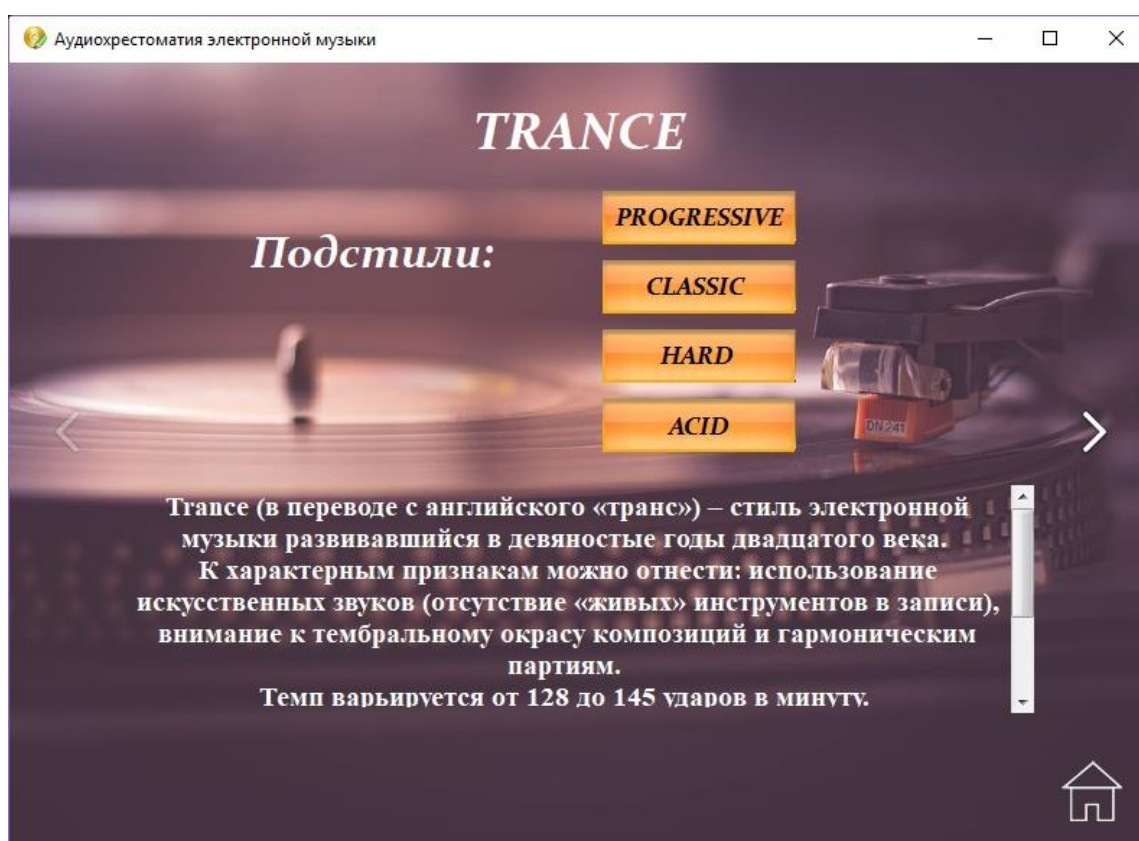 Аудиохрестоматия электронной музыки
TRANCE
Подстили:
PROGRESSIVE
CLASSIC
HARD
ACID
DN 241
Trance (в переводе с английского «транс») – стиль электронной
музыки развивавшийся в девяностые годы двадцатого века.
К характерным признакам можно отнести: использование
искусственных звуков (отсутствие «живых» инструментов в записи),
внимание к тембральному окрасу композиций и гармоническим
партиям.
Темп варьируется от 128 до 145 ударов в минуту.